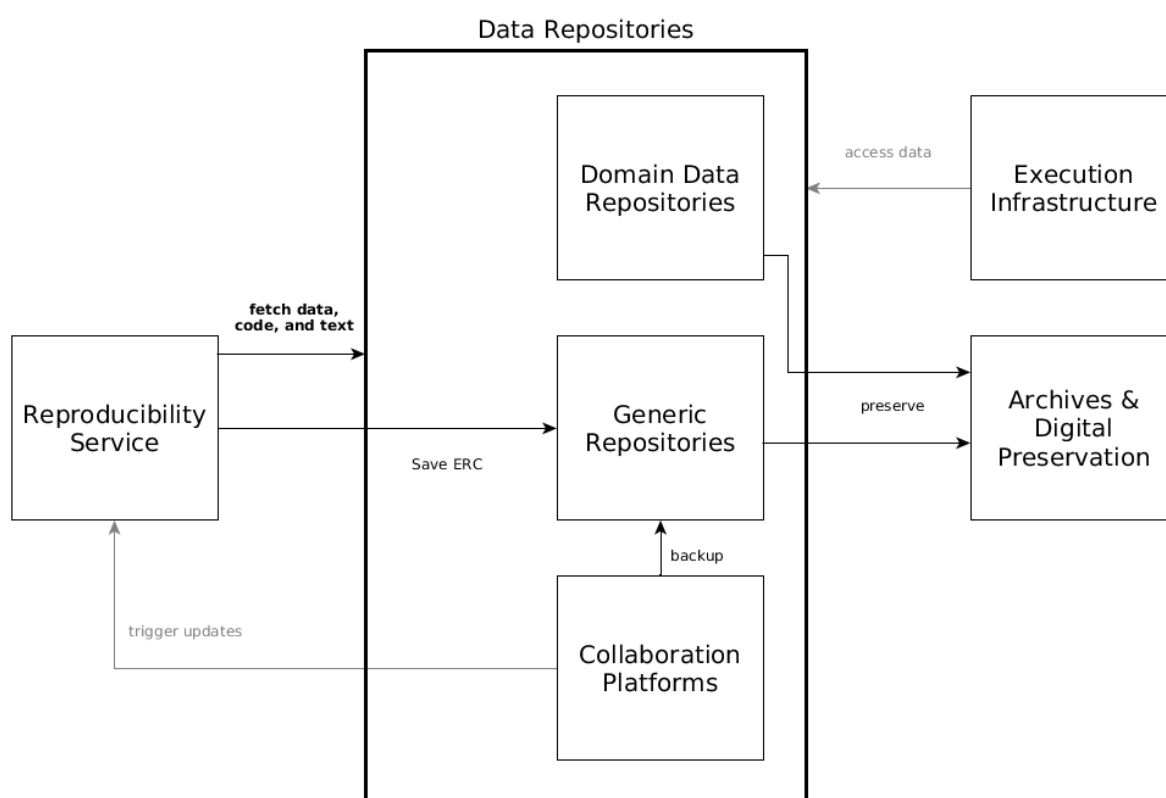 Data Repositories
Domain Data
Repositories
access data
Execution
Infrastructure
fetch data,
code, and text
Reproducibility
Service
Save ERC
Generic
Repositories
preserve
Archives &
Digital
Preservation
backup
trigger updates
Collaboration
Platforms